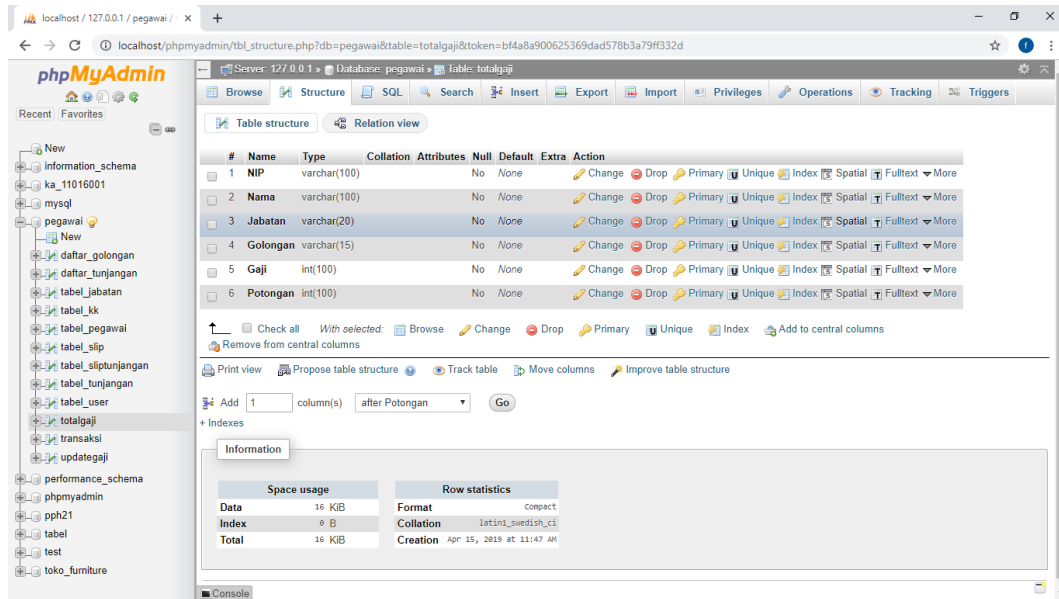 localhost / 127.0.0.1 / pegawai /
localhost/phpmyadmin/tbl_structure.php?db=pegawai&table=totalgaji&token=bf4a8a900625369dad578b3a79ff332d
phpMyAdmin
Recent Favorites
New
information_schema
ka_11016001
mysql
pegawai
New
daftar_golongan
daftar_tunjangan
tabel_jabatan
tabel_kk
tabel_pegawai
tabel_slip
tabel_sliptunjangan
tabel_tunjangan
tabel_user
totalgaji
transaksi
updategaji
performance_schema
phpmyadmin
pph21
tabel
test
toko_furniture
Server: 127.0.0.1 » Database: pegawai » Table: totalgaji
Browse Structure SQL Search Insert Export Import Privileges Operations Tracking Triggers
Table structure Relation view
# Name Type Collation Attributes Null Default Extra Action
1 NIP varchar(100) No None Change Drop Primary Unique Index Spatial Fulltext More
2 Nama varchar(100) No None Change Drop Primary Unique Index Spatial Fulltext More
3 Jabatan varchar(20) No None Change Drop Primary Unique Index Spatial Fulltext More
4 Golongan varchar(15) No None Change Drop Primary Unique Index Spatial Fulltext More
5 Gaji int(100) No None Change Drop Primary Unique Index Spatial Fulltext More
6 Potongan int(100) No None Change Drop Primary Unique Index Spatial Fulltext More
Check all With selected: Browse Change Drop Primary Unique Index Add to central columns
Remove from central columns
Print view Propose table structure Track table Move columns Improve table structure
Add 1 column(s) after Potongan Go
+ Indexes
Information
Space usage
Data 16 KiB
Index 0 B
Total 16 KiB
Row statistics
Format Compact
Collation latin1_swedish_ci
Creation Apr 15, 2019 at 11:47 AM
Console